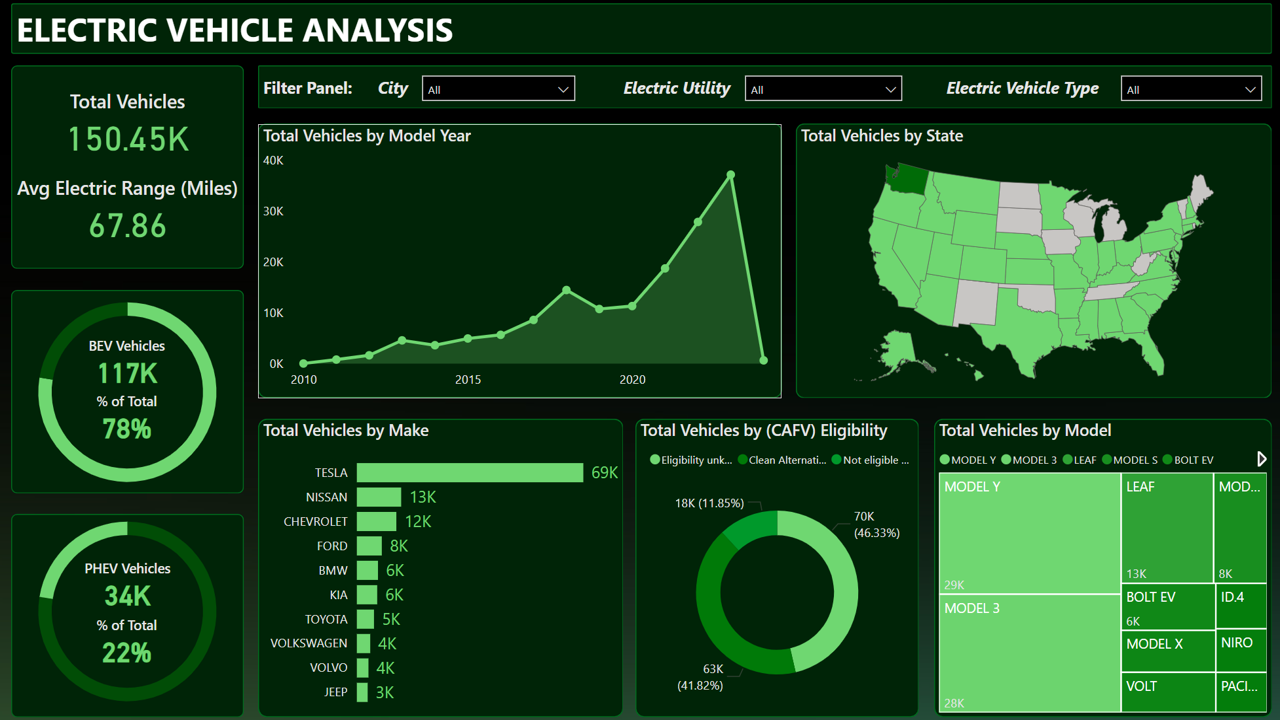 ELECTRIC VEHICLE ANALYSIS
Total Vehicles
150.45K
Avg Electric Range (Miles)
67.86
Filter Panel: City All Electric Utility All Electric Vehicle Type All
Total Vehicles by Model Year
40K
30K
20K
10K
0K
2010 2015 2020
Total Vehicles by State
BEV Vehicles
117K
% of Total
78%
PHEV Vehicles
34K
% of Total
22%
Total Vehicles by Make
TESLA 69K
NISSAN 13K
CHEVROLET 12K
FORD 8K
BMW 6K
KIA 6K
TOYOTA 5K
VOLKSWAGEN 4K
VOLVO 4K
JEEP 3K
Total Vehicles by (CAFV) Eligibility
Eligibility unk... Clean Alternati... Not eligible ...
18K (11.85%)
70K
(46.33%)
63K
(41.82%)
Total Vehicles by Model
MODEL Y MODEL 3 LEAF MODEL S BOLT EV
MODEL Y
29K
MODEL 3
28K
LEAF
13K
MOD...
8K
BOLT EV
6K
ID.4
MODEL X
NIRO
VOLT
PACI...